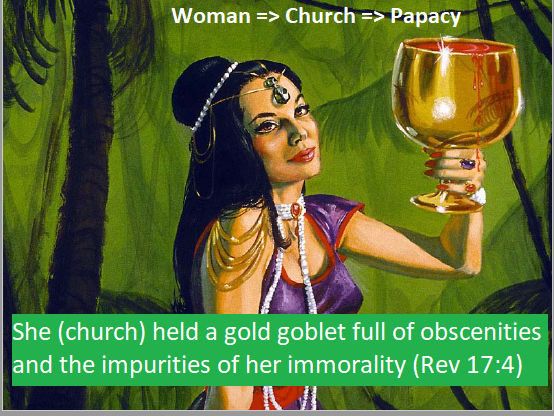 Woman => Church => Papacy
She (church) held a gold goblet full of obscenities
and the impurities of her immorality (Rev 17:4)